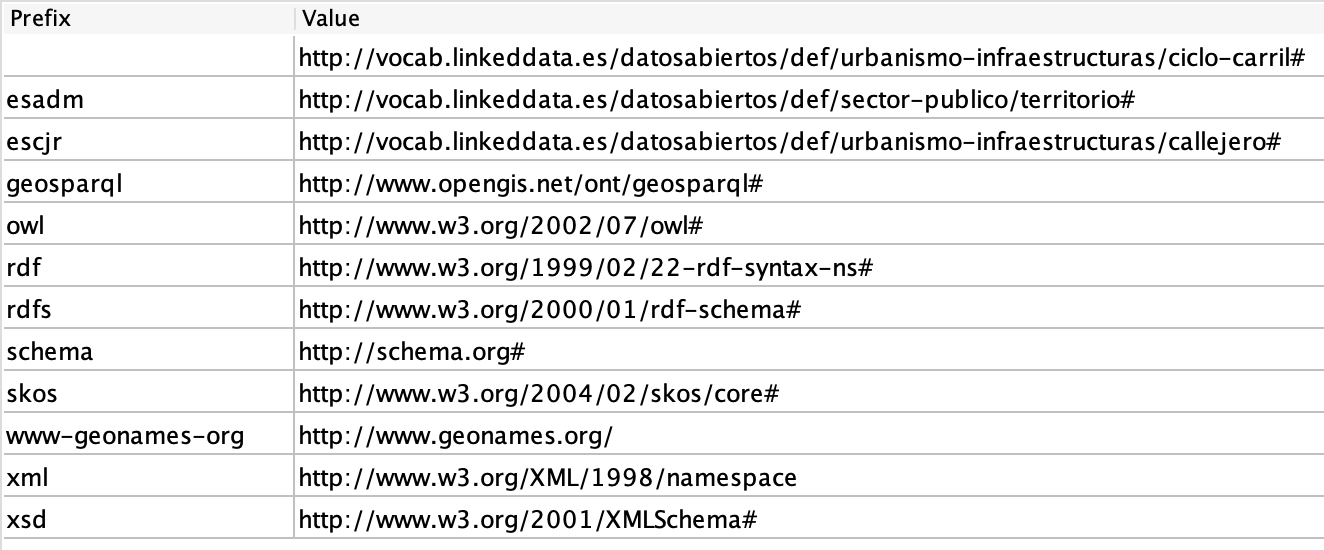 Prefix Value
http://vocab.linkeddata.es/datosabiertos/def/urbanismo-infraestructuras/ciclo-carril#
esadm http://vocab.linkeddata.es/datosabiertos/def/sector-publico/territorio#
escjr http://vocab.linkeddata.es/datosabiertos/def/urbanismo-infraestructuras/callejero#
geosparql http://www.opengis.net/ont/geosparql#
owl http://www.w3.org/2002/07/owl#
rdf http://www.w3.org/1999/02/22-rdf-syntax-ns#
rdfs http://www.w3.org/2000/01/rdf-schema#
schema http://schema.org#
skos http://www.w3.org/2004/02/skos/core#
www-geonames-org http://www.geonames.org/
xml http://www.w3.org/XML/1998/namespace
xsd http://www.w3.org/2001/XMLSchema#